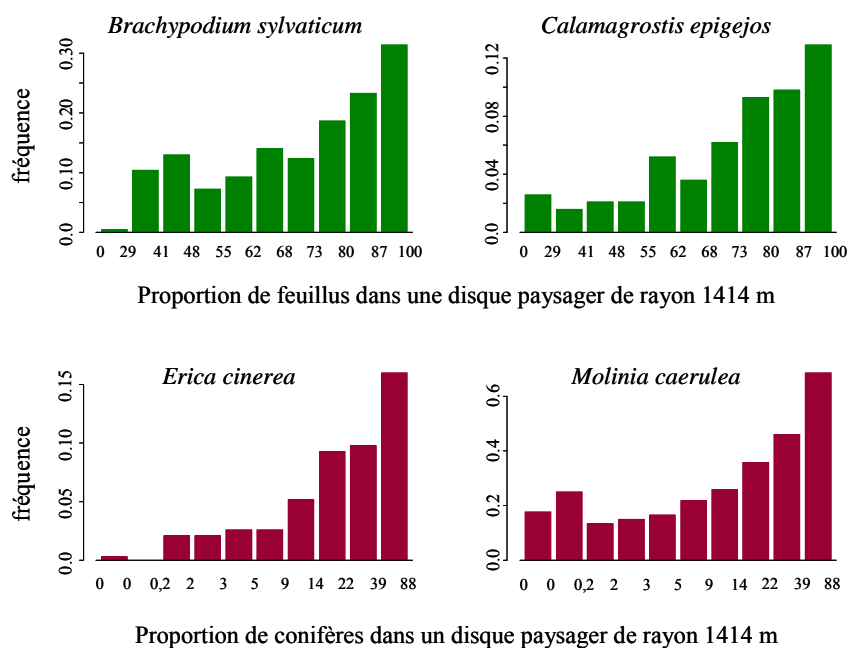 Brachypodium sylvaticum
Calamagrostis epigejos
fréquence
0.0 0.10 0.20 0.30
0 29 41 48 55 62 68 73 80 87 100
0.0 0.04 0.08 0.12
0 29 41 48 55 62 68 73 80 87 100
Proportion de feuillus dans une disque paysager de rayon 1414 m
Erica cinerea
Molinia caerulea
fréquence
0.0 0.05 0.10 0.15
0 0 0,2 2 3 5 9 14 22 39 88
0.0 0.2 0.4 0.6
0 0 0,2 2 3 5 9 14 22 39 88
Proportion de conifères dans un disque paysager de rayon 1414 m